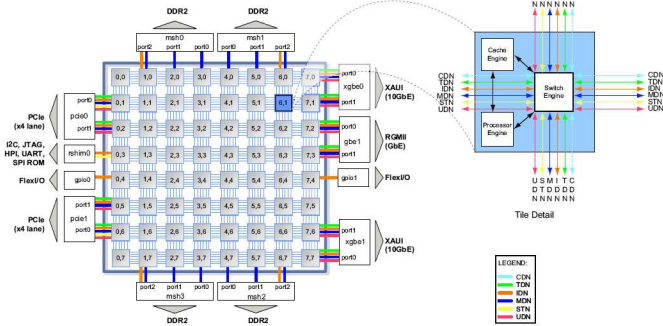 DDR2
DDR2
msh0
msh1
port2 port1 port0
port0 port1 port2
0,0 1,0 2,0 3,0 4,0 5,0 6,0 7,0
port0
xgbe0
port1
XAUI
(10GbE)
PCIe
(x4 lane)
port0
pcie0
port1
0,1 1,1 2,1 3,1 4,1 5,1 6,1 7,1
0,2 1,2 2,2 3,2 4,2 5,2 6,2 7,2
port0
gbe1
port1
RGMII
(GbE)
I2C, JTAG,
HPI, UART,
SPI ROM
rshim0
0,3 1,3 2,3 3,3 4,3 5,3 6,3 7,3
FlexI/O
gpio0
0,4 1,4 2,4 3,4 4,4 5,4 6,4 7,4
gpio1
FlexI/O
PCIe
(x4 lane)
port1
pcie1
port0
0,5 1,5 2,5 3,5 4,5 5,5 6,5 7,5
0,6 1,6 2,6 3,6 4,6 5,6 6,6 7,6
port0
xgbe1
port1
XAUI
(10GbE)
0,7 1,7 2,7 3,7 4,7 5,7 6,7 7,7
port2 port1 port0
port0 port1 port2
msh3
msh2
DDR2
DDR2
Cache
Engine
Switch
Engine
Processor
Engine
CDN
TDN
IDN
MDN
STN
UDN
CDN
TDN
IDN
MDN
STN
UDN
N N N N N N
U S M I T C
D T D D D D
N N N N N N
Tile Detail
LEGEND:
CDN
TDN
IDN
MDN
STN
UDN